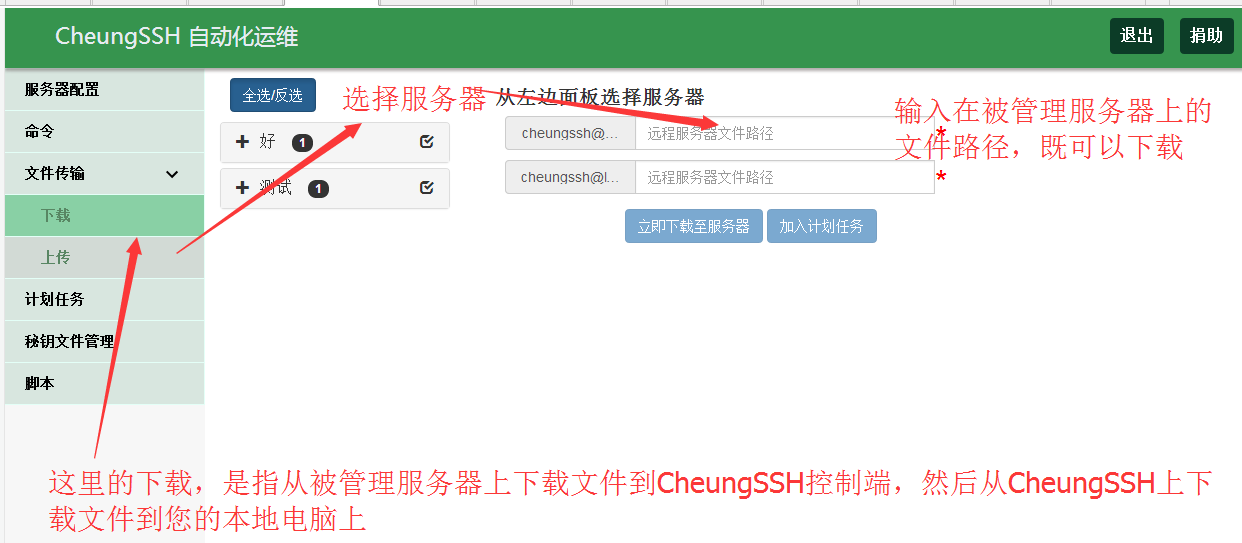 CheungSSH 自动化运维
退出
捐助
服务器配置
命令
文件传输
下载
上传
计划任务
秘钥文件管理
脚本
全选/反选
好 1
测试 1
选择服务器
从左边面板选择服务器
cheungssh@... 远程服务器文件路径 *
cheungssh@l... 远程服务器文件路径 *
立即下载至服务器 加入计划任务
输入在被管理服务器上的
文件路径，既可以下载
这里的下载，是指从被管理服务器上下载文件到CheungSSH控制端，然后从CheungSSH上下
载文件到您的本地电脑上